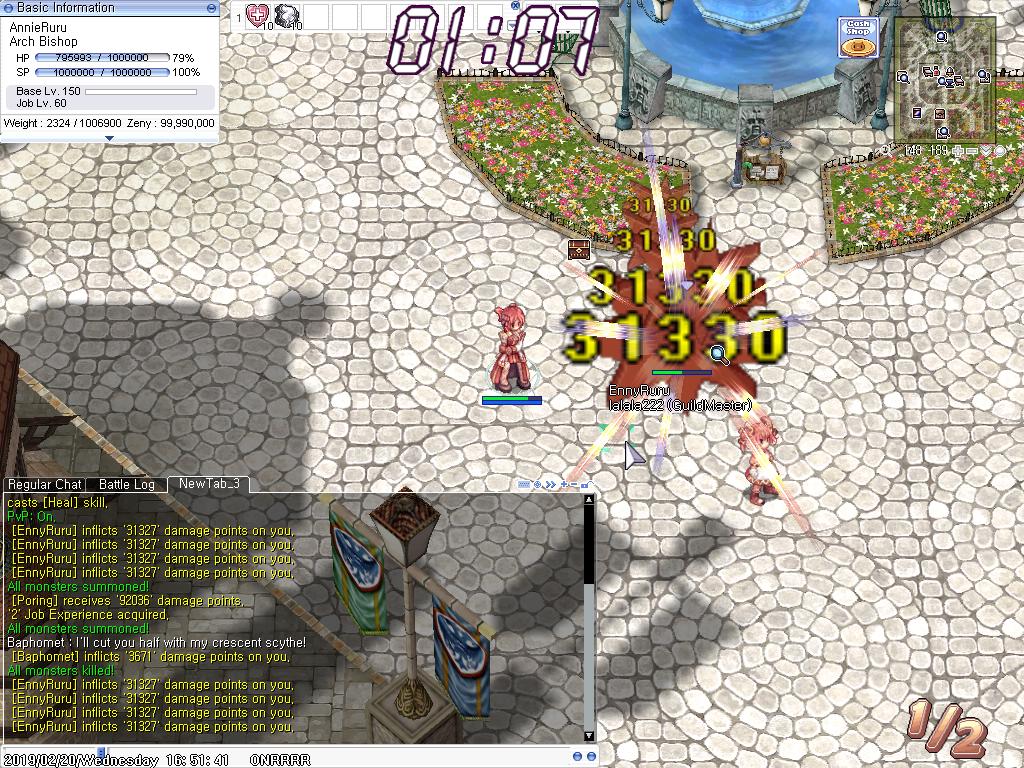 Basic Information
AnnieRuru
Arch Bishop
HP 795993 / 1000000 79%
SP 1000000 / 1000000 100%
Base Lv. 150
Job Lv. 60
Weight : 2324 / 1006900 Zeny : 99,990,000
1 10 10
01:07
Cash Shop
148 189
31330
31330
31330
31330
EnnyRuru
lalala222 (GuildMaster)
Regular Chat Battle Log NewTab_3
casts [Heal] skill.
PvP: On.
[EnnyRuru] inflicts '31327' damage points on you.
[EnnyRuru] inflicts '31327' damage points on you.
[EnnyRuru] inflicts '31327' damage points on you.
[EnnyRuru] inflicts '31327' damage points on you.
All monsters summoned!
[Poring] receives '92036' damage points.
'2' Job Experience acquired.
All monsters summoned!
Baphomet : I'll cut you half with my crescent scythe!
[Baphomet] inflicts '3671' damage points on you.
All monsters killed!
[EnnyRuru] inflicts '31327' damage points on you.
[EnnyRuru] inflicts '31327' damage points on you.
[EnnyRuru] inflicts '31327' damage points on you.
[EnnyRuru] inflicts '31327' damage points on you.
1/2
2019/02/20/Wednesday 16: 51: 41 ONRRRR